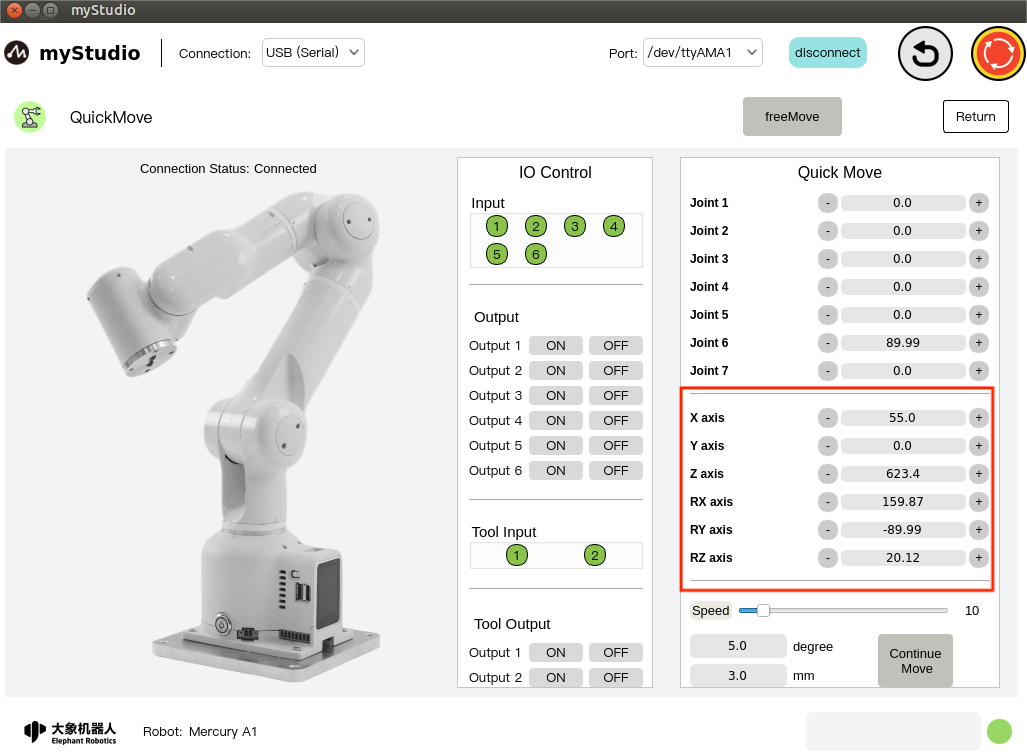 myStudio
myStudio
Connection: USB (Serial)
Port: /dev/ttyAMA1
disconnect
QuickMove
freeMove
Return
Connection Status: Connected
IO Control
Input
1 2 3 4
5 6
Output
Output 1 ON OFF
Output 2 ON OFF
Output 3 ON OFF
Output 4 ON OFF
Output 5 ON OFF
Output 6 ON OFF
Tool Input
1 2
Tool Output
Output 1 ON OFF
Output 2 ON OFF
Quick Move
Joint 1 - 0.0 +
Joint 2 - 0.0 +
Joint 3 - 0.0 +
Joint 4 - 0.0 +
Joint 5 - 0.0 +
Joint 6 - 89.99 +
Joint 7 - 0.0 +
X axis - 55.0 +
Y axis - 0.0 +
Z axis - 623.4 +
RX axis - 159.87 +
RY axis - -89.99 +
RZ axis - 20.12 +
Speed 10
5.0 degree
3.0 mm
Continue
Move
大象机器人
Elephant Robotics
Robot: Mercury A1